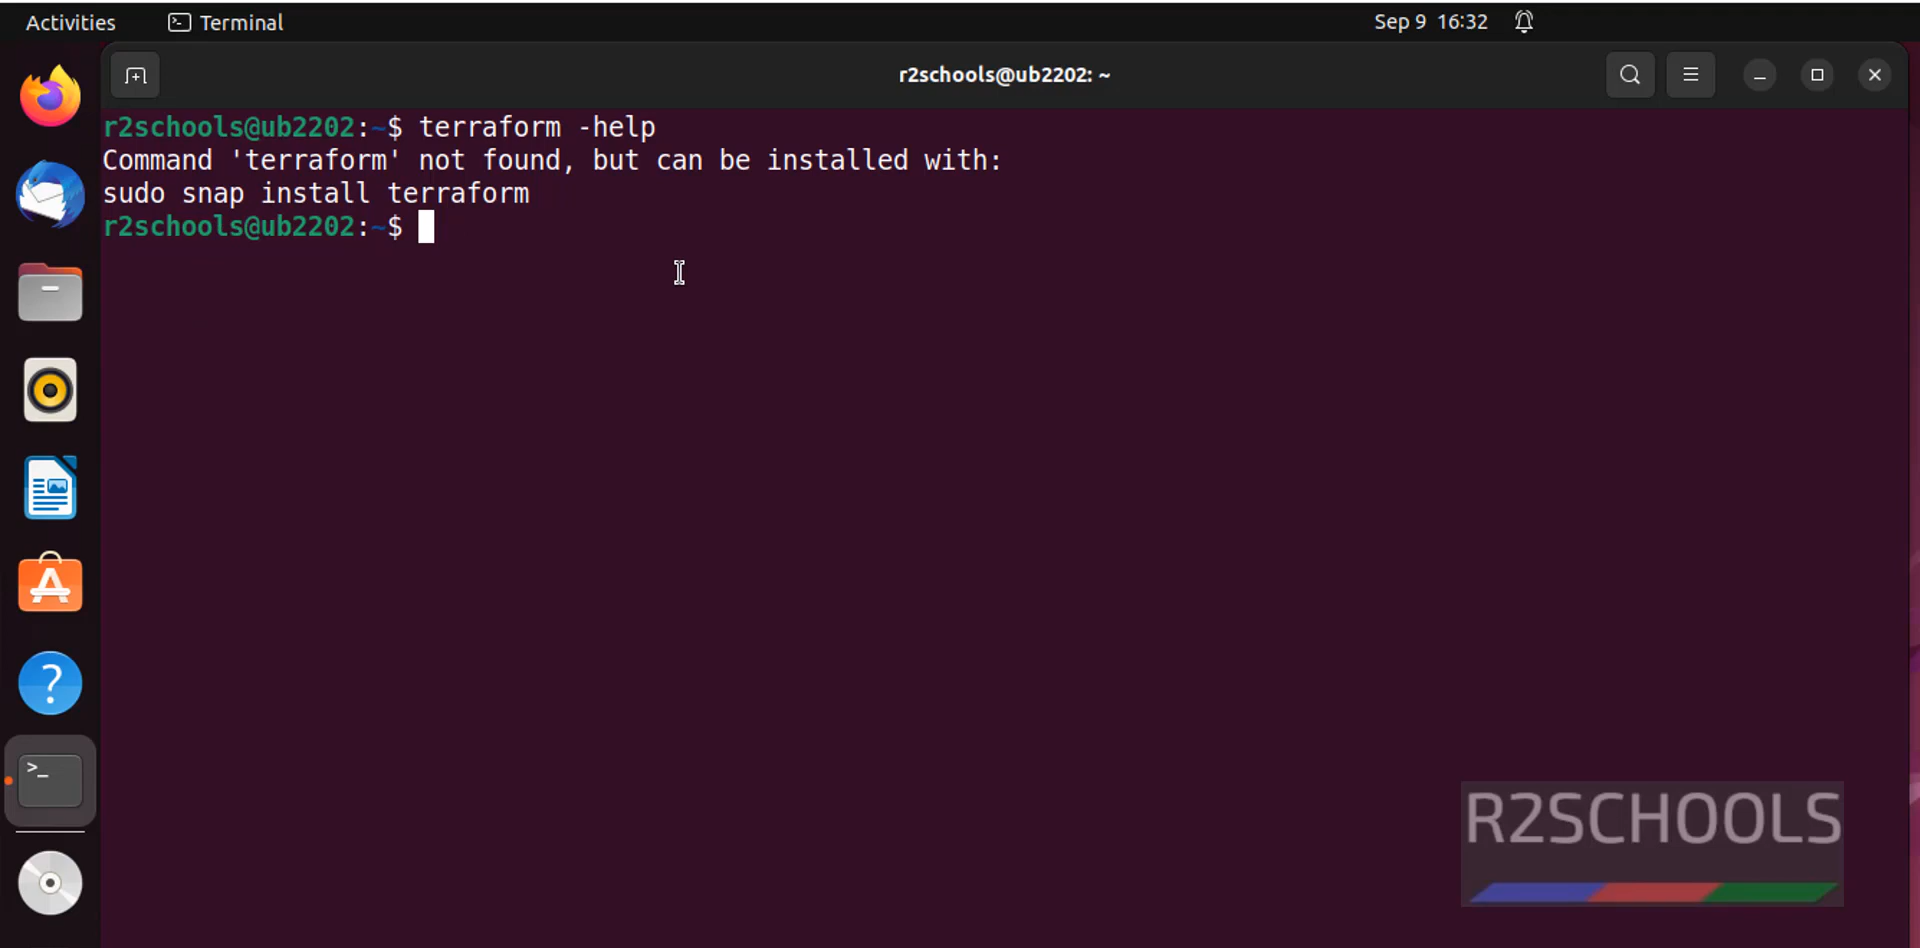 Activities
Terminal
Sep 9 16:32
r2schools@ub2202: ~
r2schools@ub2202:~$ terraform -help
Command 'terraform' not found, but can be installed with:
sudo snap install terraform
r2schools@ub2202:~$
R2SCHOOLS